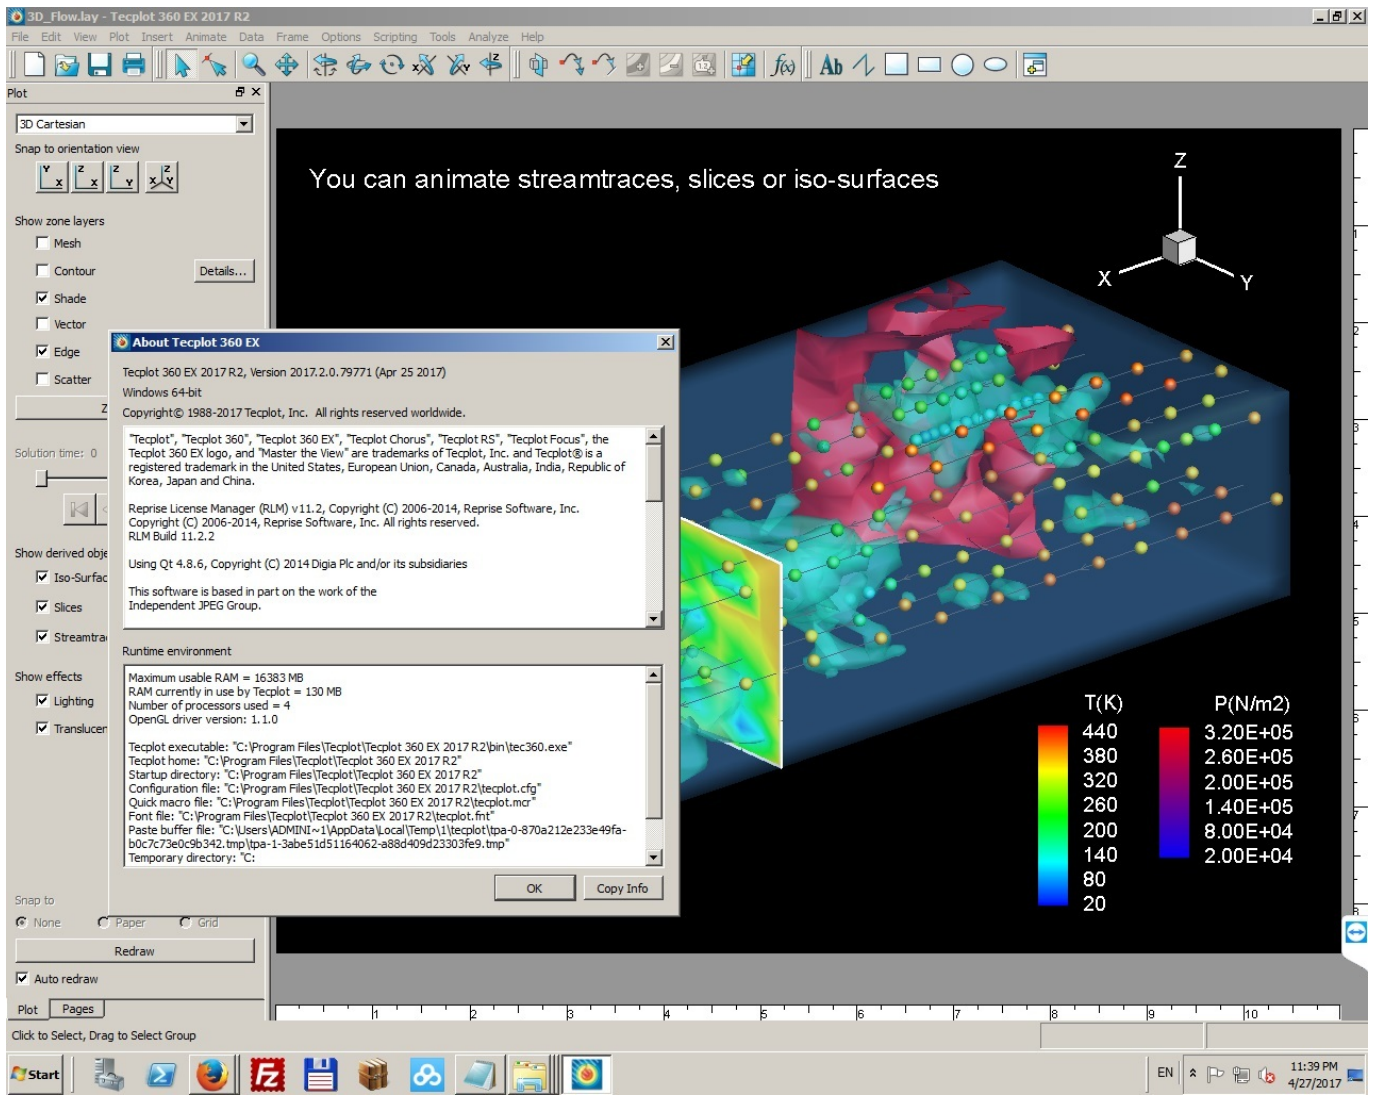 3D_Flow.lay - Tecplot 360 EX 2017 R2
File Edit View Plot Insert Animate Data Frame Options Scripting Tools Analyze Help
Ab
Plot
3D Cartesian
Snap to orientation view
Y X Z X Z Y Z X Y
Show zone layers
Mesh
Contour
Details...
Shade
Vector
Edge
Scatter
Z
Solution time: 0
Show derived obje
Iso-Surfac
Slices
Streamtra
Show effects
Lighting
Translucen
Snap to
None Paper Grid
Redraw
Auto redraw
Plot Pages
Click to Select, Drag to Select Group
You can animate streamtraces, slices or iso-surfaces
Z
X
Y
T(K)
440
380
320
260
200
140
80
20
P(N/m2)
3.20E+05
2.60E+05
2.00E+05
1.40E+05
8.00E+04
2.00E+04
About Tecplot 360 EX
Tecplot 360 EX 2017 R2, Version 2017.2.0.79771 (Apr 25 2017)
Windows 64-bit
Copyright© 1988-2017 Tecplot, Inc. All rights reserved worldwide.
"Tecplot", "Tecplot 360", "Tecplot 360 EX", "Tecplot Chorus", "Tecplot RS", "Tecplot Focus", the
Tecplot 360 EX logo, and "Master the View" are trademarks of Tecplot, Inc. and Tecplot® is a
registered trademark in the United States, European Union, Canada, Australia, India, Republic of
Korea, Japan and China.
Reprise License Manager (RLM) v11.2, Copyright (C) 2006-2014, Reprise Software, Inc.
Copyright (C) 2006-2014, Reprise Software, Inc. All rights reserved.
RLM Build 11.2.2
Using Qt 4.8.6, Copyright (C) 2014 Digia Plc and/or its subsidiaries
This software is based in part on the work of the
Independent JPEG Group.
Runtime environment
Maximum usable RAM = 16383 MB
RAM currently in use by Tecplot = 130 MB
Number of processors used = 4
OpenGL driver version: 1.1.0
Tecplot executable: "C:\Program Files\Tecplot\Tecplot 360 EX 2017 R2\bin\tec360.exe"
Tecplot home: "C:\Program Files\Tecplot\Tecplot 360 EX 2017 R2"
Startup directory: "C:\Program Files\Tecplot\Tecplot 360 EX 2017 R2"
Configuration file: "C:\Program Files\Tecplot\Tecplot 360 EX 2017 R2\tecplot.cfg"
Quick macro file: "C:\Program Files\Tecplot\Tecplot 360 EX 2017 R2\tecplot.mcr"
Font file: "C:\Program Files\Tecplot\Tecplot 360 EX 2017 R2\tecplot.fnt"
Paste buffer file: "C:\Users\ADMINI~1\AppData\Local\Temp\1\tecplot\tpa-0-870a212e233e49fa-
b0c7c73e0c9b342.tmp\tpa-1-3abe51d51164062-a88d409d23303fe9.tmp"
Temporary directory: "C:
OK Copy Info
1 2 3 4 5 6 7 8 9 10
1
2
3
4
5
6
7
8
Start
EN
11:39 PM
4/27/2017